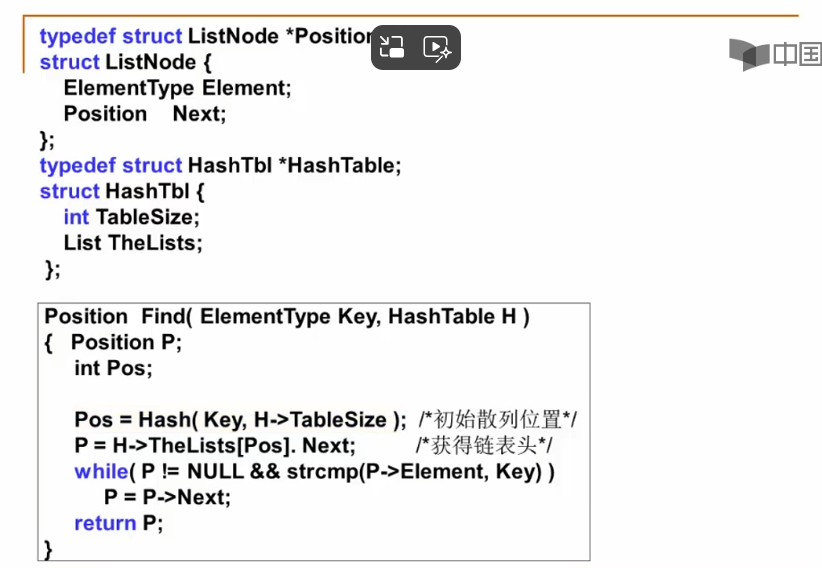 typedef struct ListNode *Position
struct ListNode {
ElementType Element;
Position Next;
};
typedef struct HashTbl *HashTable;
struct HashTbl {
int TableSize;
List TheLists;
};
Position Find( ElementType Key, HashTable H )
{ Position P;
int Pos;
Pos = Hash( Key, H->TableSize ); /*初始散列位置*/
P = H->TheLists[Pos]. Next; /*获得链表头*/
while( P != NULL && strcmp(P->Element, Key) )
P = P->Next;
return P;
}
中国